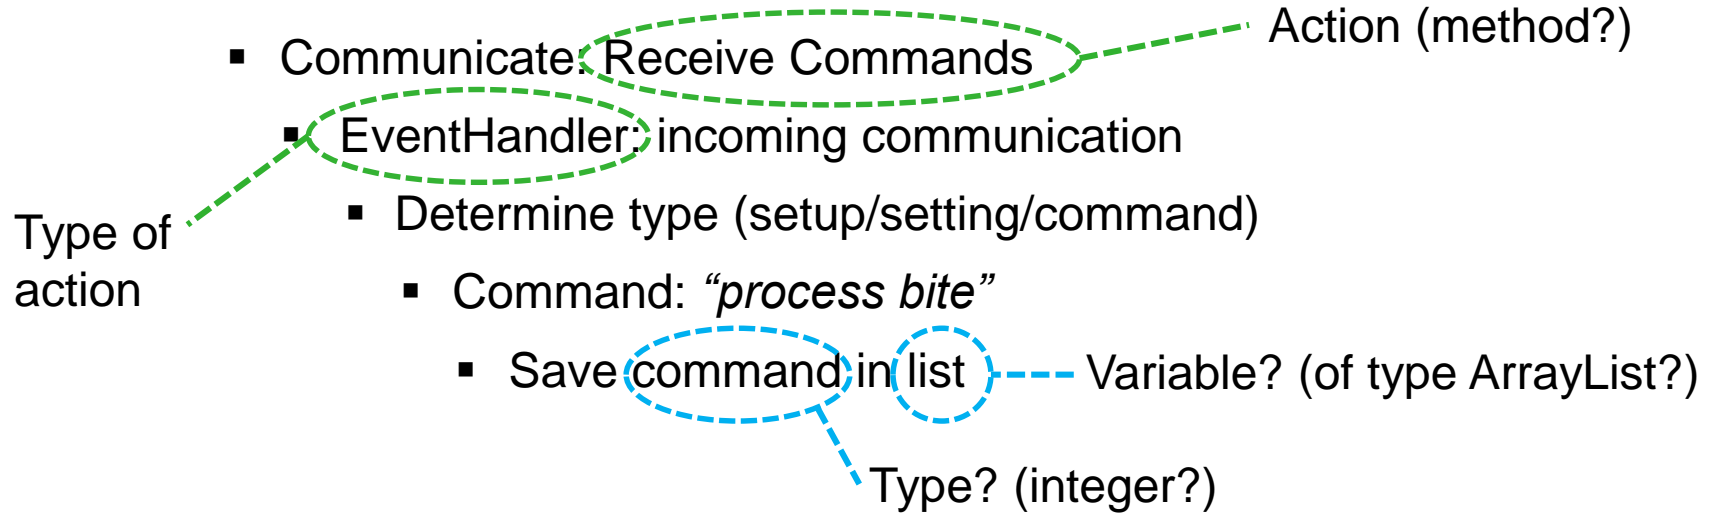 Action (method?)
▪ Communicate: Receive Commands
▪ EventHandler: incoming communication
▪ Determine type (setup/setting/command)
Type of
action
▪ Command: “process bite”
▪ Save command in list
Variable? (of type ArrayList?)
Type? (integer?)